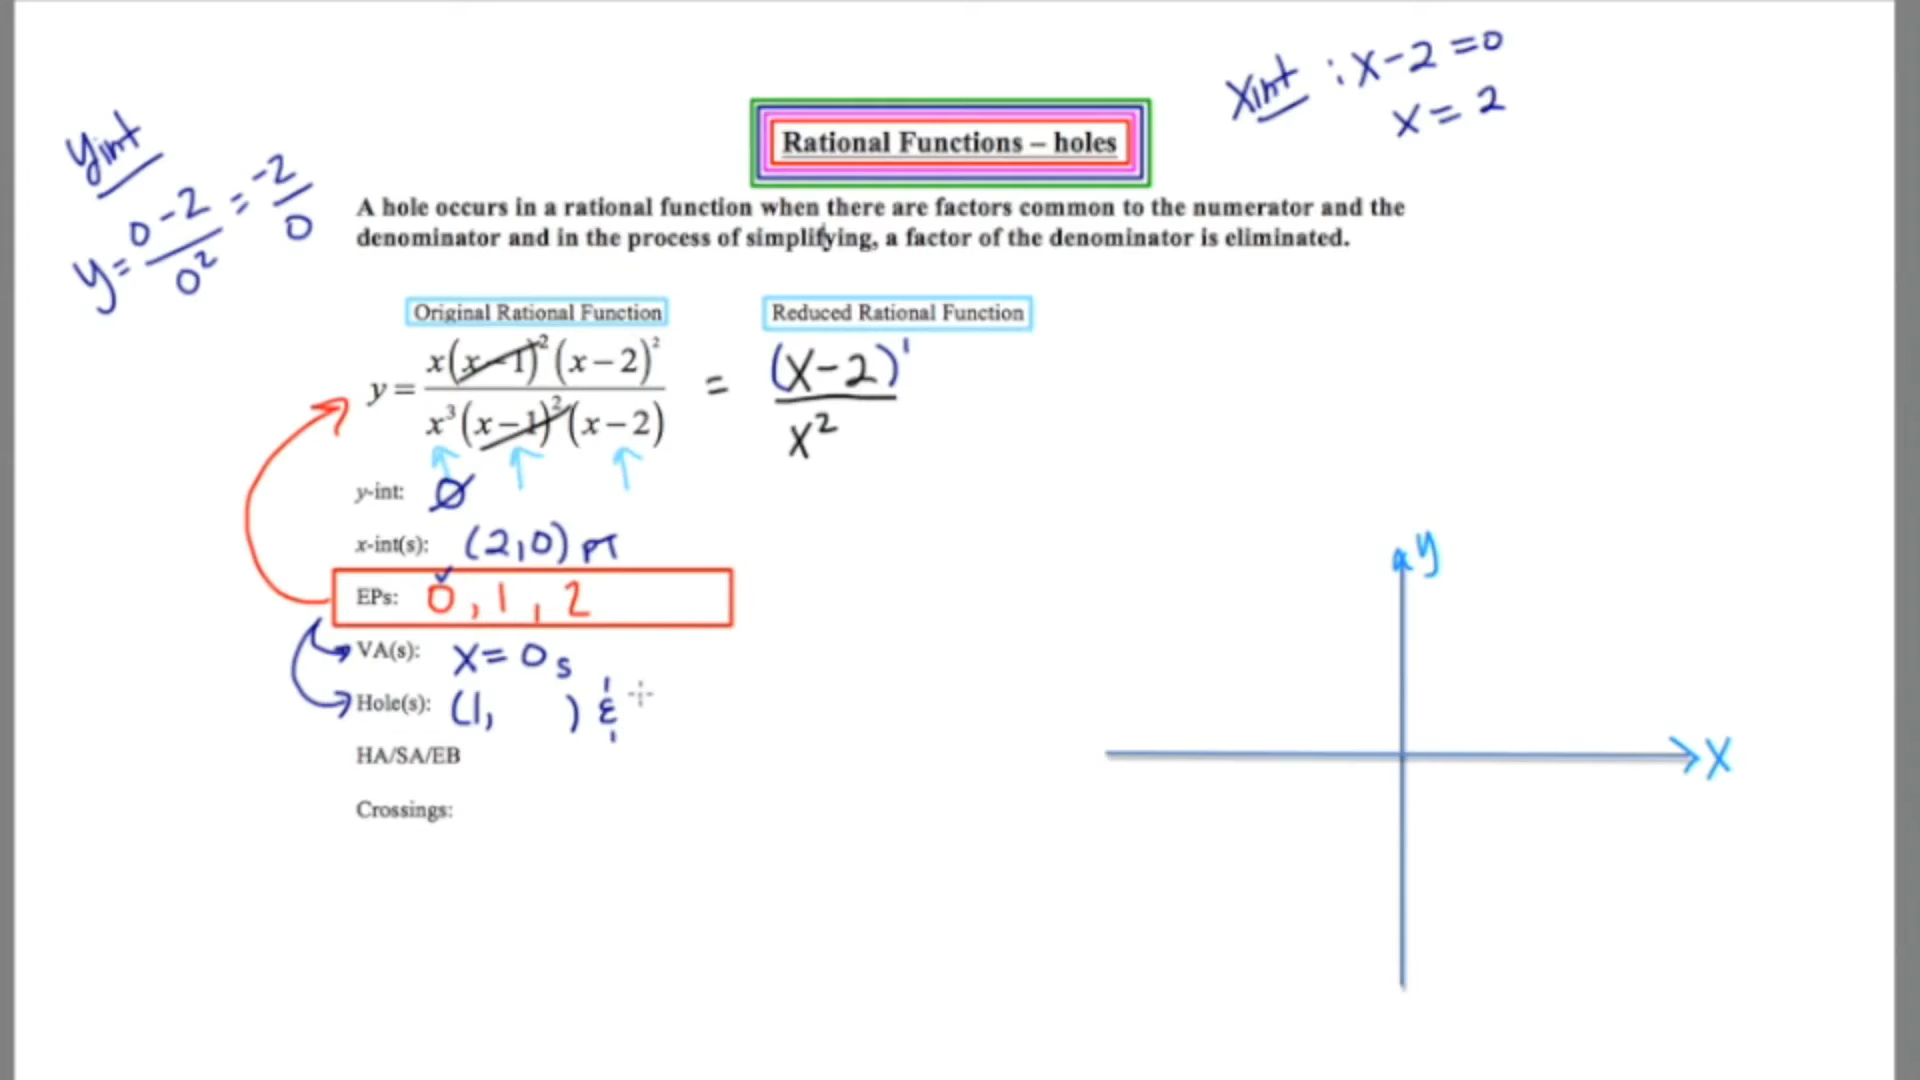 Xint : x-2=0
x = 2
yint
y = 0-2 / 0² = -2 / 0
Rational Functions – holes
A hole occurs in a rational function when there are factors common to the numerator and the
denominator and in the process of simplifying, a factor of the denominator is eliminated.
Original Rational Function
Reduced Rational Function
y = x(x-1)²(x-2)² / x³(x-1)²(x-2) = (x-2)¹ / x²
y-int: Ø
x-int(s): (2,0) PT
EPs: 0, 1, 2
VA(s): x=0 s
Hole(s): (1, ) &
HA/SA/EB
Crossings:
y
x